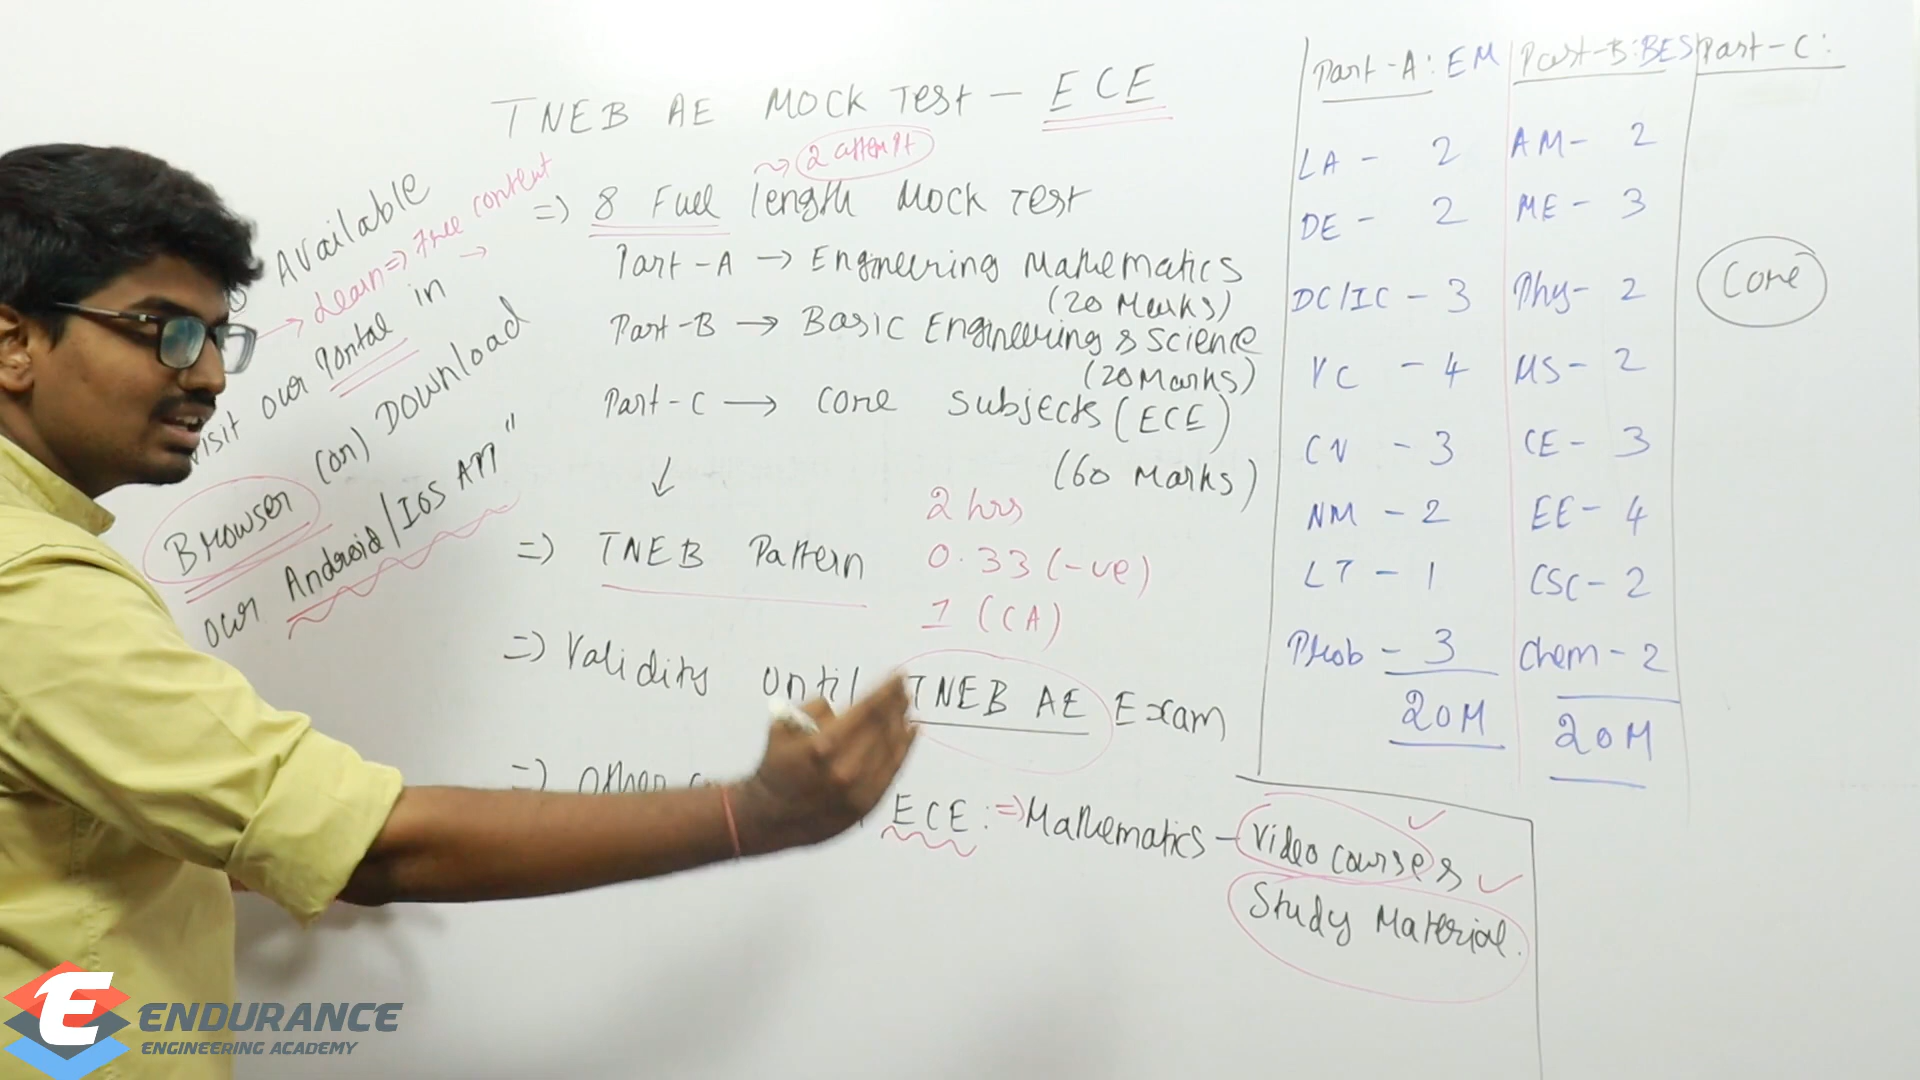 TNEB AE MOCK Test - ECE
2 attempt
=) 8 Full length Mock Test
Part-A → Engineering Mathematics
(20 Marks)
Part-B → Basic Engineering & Science
(20 Marks)
Part-C → core subjects (ECE)
(60 Marks)
2 hrs
=) TNEB Pattern
0.33 (-ve)
1 (CA)
=) Validity until TNEB AE Exam
=) other
ECE: => Mathematics - Video courses
Study Material.
Available
→ Learn => Free content →
visit our Portal in
Browser (or) DOWNLOAD
our Android/IOS APP"
Part-A: EM
LA - 2
DE - 2
DC/IC - 3
VC - 4
CV - 3
NM - 2
LT - 1
Prob - 3
20M
Part-B: BES
AM- 2
ME - 3
Phy- 2
MS - 2
CE - 3
EE - 4
CSC - 2
Chem - 2
20M
Part-C:
Core
ENDURANCE
ENGINEERING ACADEMY